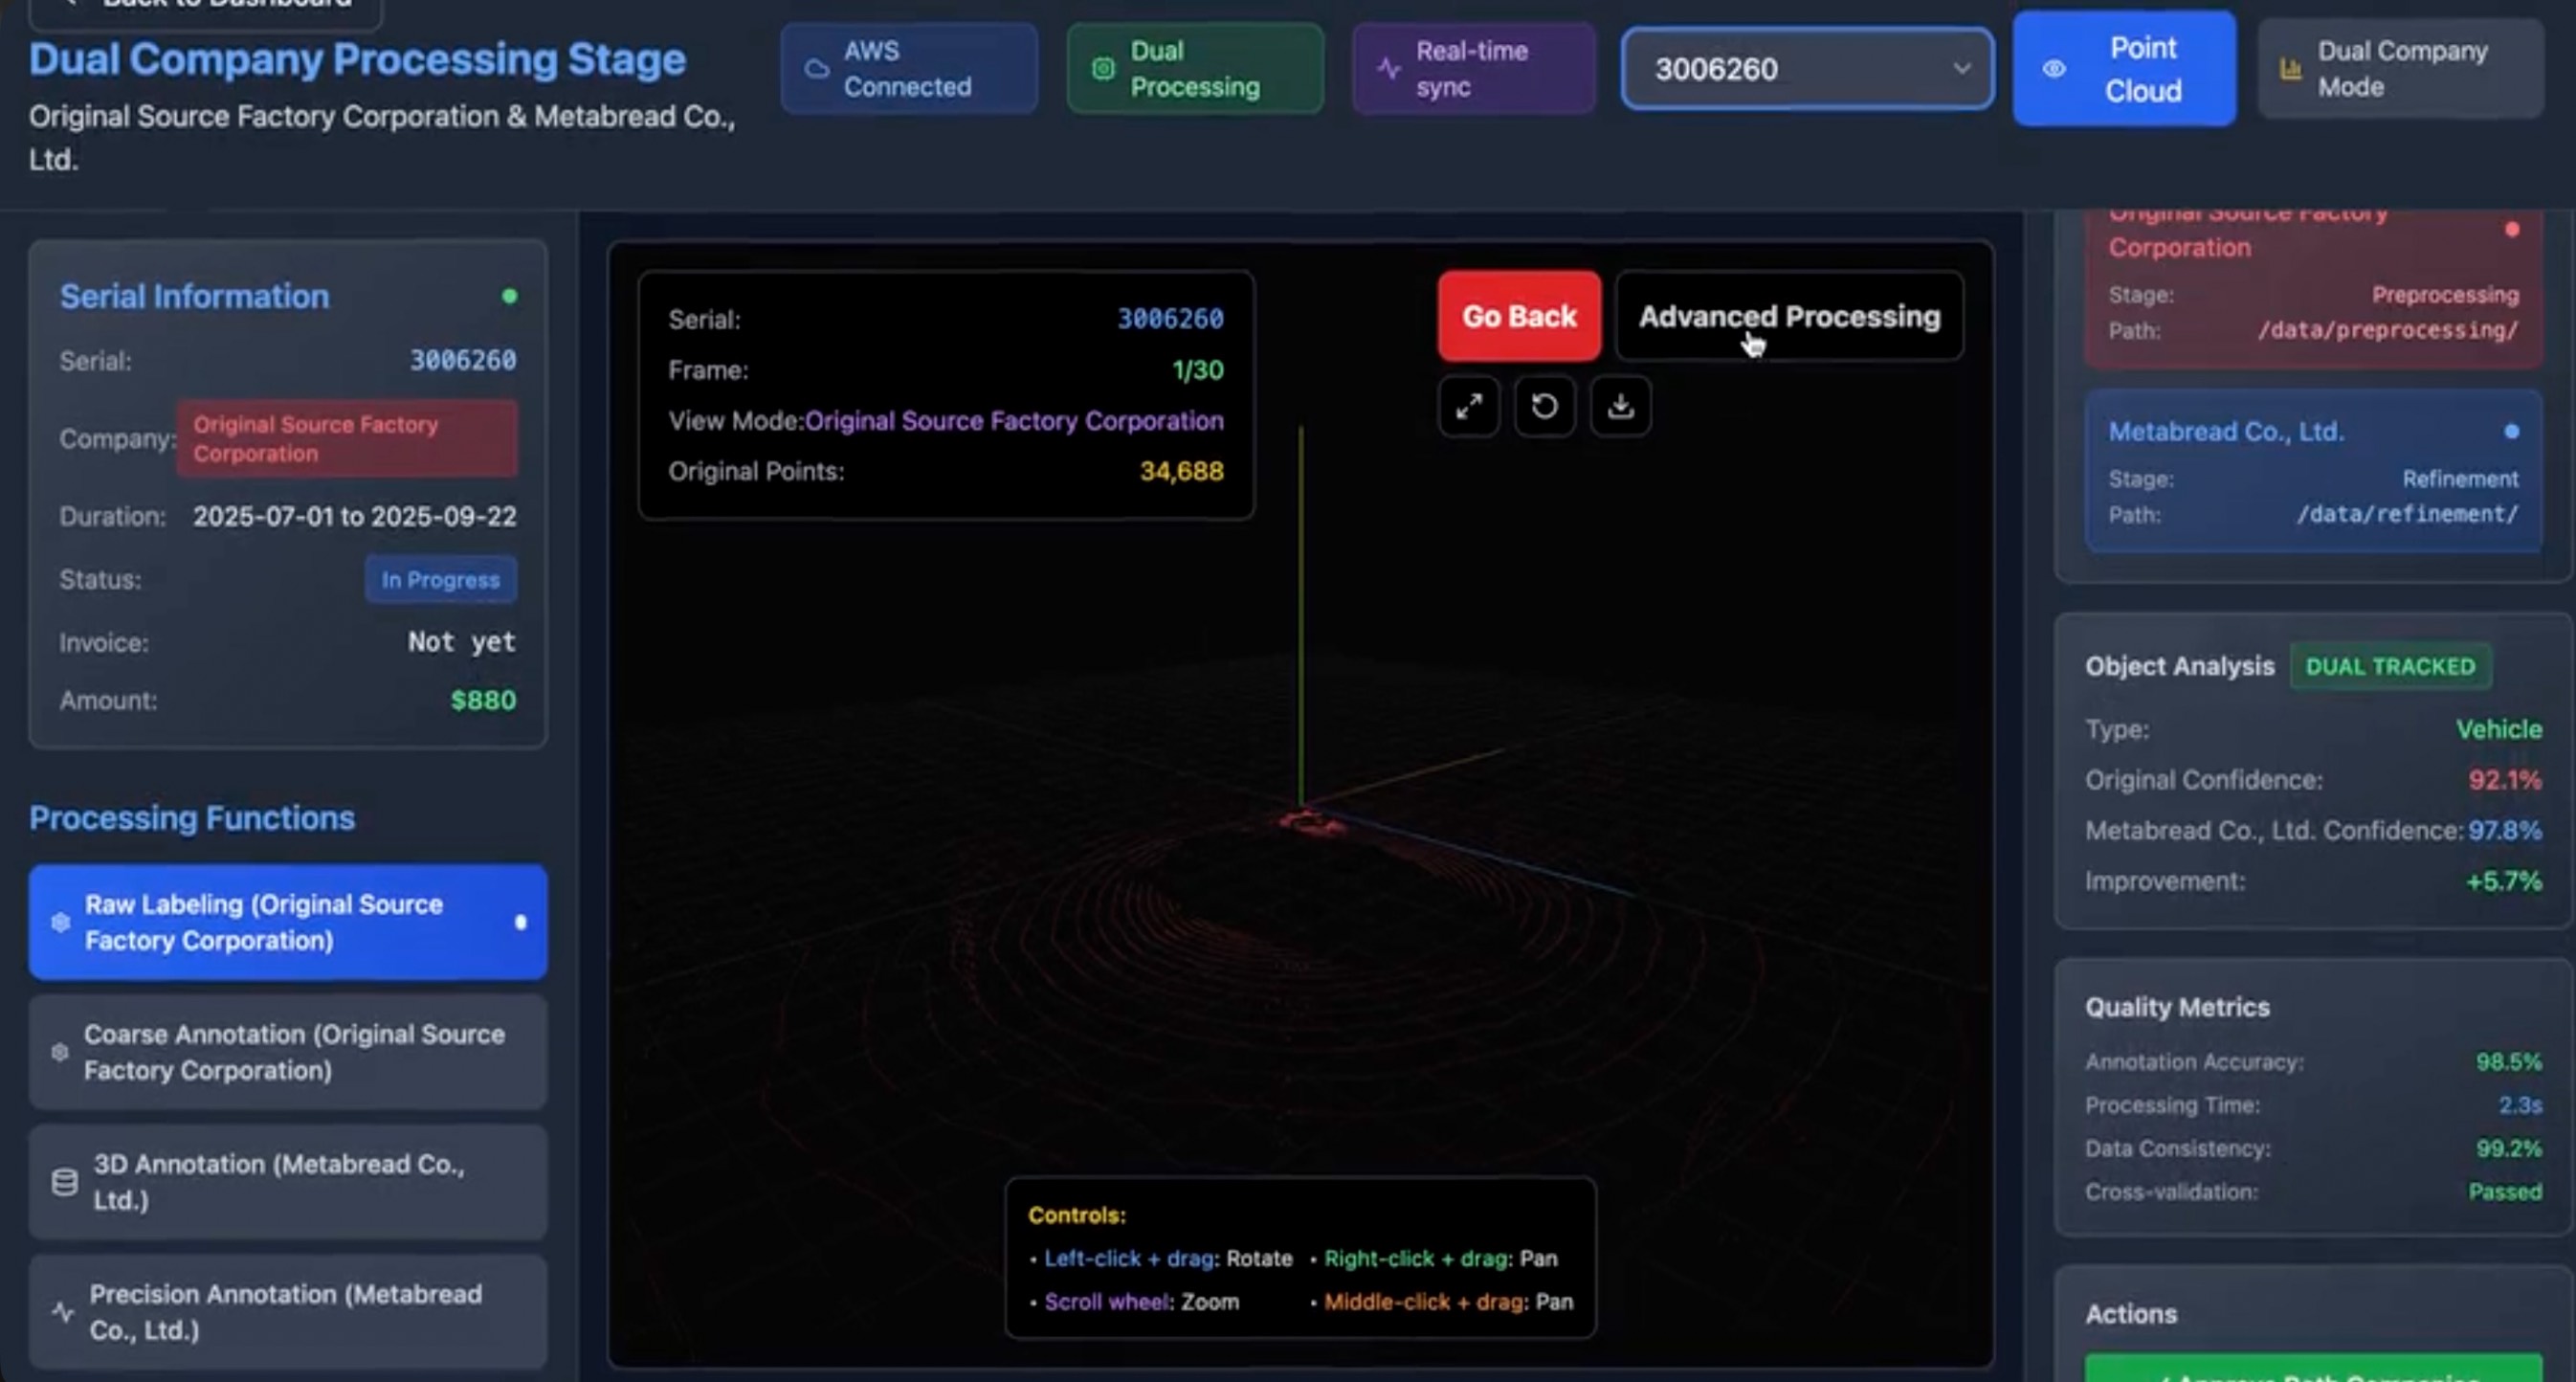 Back to Dashboard
Dual Company Processing Stage
Original Source Factory Corporation & Metabread Co.,
Ltd.
AWS
Connected
Dual
Processing
Real-time
sync
3006260
Point
Cloud
Dual Company
Mode
Serial Information
Serial: 3006260
Company: Original Source Factory
Corporation
Duration: 2025-07-01 to 2025-09-22
Status: In Progress
Invoice: Not yet
Amount: $880
Processing Functions
Raw Labeling (Original Source
Factory Corporation)
Coarse Annotation (Original Source
Factory Corporation)
3D Annotation (Metabread Co.,
Ltd.)
Precision Annotation (Metabread
Co., Ltd.)
Serial: 3006260
Frame: 1/30
View Mode:Original Source Factory Corporation
Original Points: 34,688
Go Back
Advanced Processing
Controls:
• Left-click + drag: Rotate • Right-click + drag: Pan
• Scroll wheel: Zoom • Middle-click + drag: Pan
Original Source Factory
Corporation
Stage: Preprocessing
Path: /data/preprocessing/
Metabread Co., Ltd.
Stage: Refinement
Path: /data/refinement/
Object Analysis DUAL TRACKED
Type: Vehicle
Original Confidence: 92.1%
Metabread Co., Ltd. Confidence: 97.8%
Improvement: +5.7%
Quality Metrics
Annotation Accuracy: 98.5%
Processing Time: 2.3s
Data Consistency: 99.2%
Cross-validation: Passed
Actions